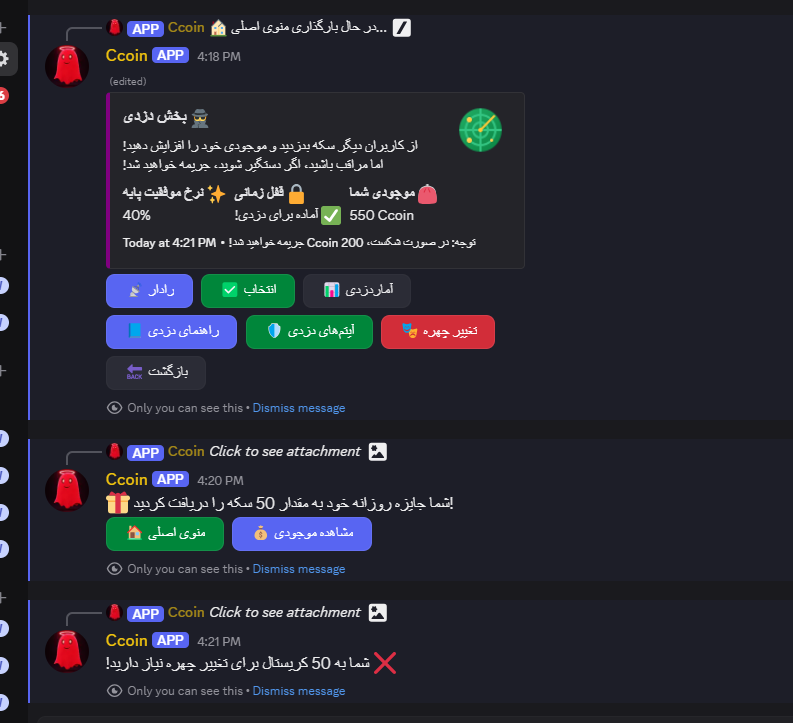 APP Ccoin در حال بارگذاری منوی اصلی...
Ccoin APP 4:18 PM
(edited)
بخش دزدی
از کاربران دیگر سکه بدزدید و موجودی خود را افزایش دهید!
اما مراقب باشید، اگر دستگیر شوید، جریمه خواهید شد!
موجودی شما
550 Ccoin
قفل زمانی
آماده برای دزدی!
نرخ موفقیت پایه
40%
توجه: در صورت شکست، 200 Ccoin جریمه خواهید شد! • Today at 4:21 PM
رادار
انتخاب
آماردزدی
راهنمای دزدی
آیتم‌های دزدی
تغییر چهره
BACK بازگشت
Only you can see this • Dismiss message
APP Ccoin Click to see attachment
Ccoin APP 4:20 PM
شما جایزه روزانه خود به مقدار 50 سکه را دریافت کردید!
منوی اصلی
مشاهده موجودی
Only you can see this • Dismiss message
APP Ccoin Click to see attachment
Ccoin APP 4:21 PM
شما به 50 کریستال برای تغییر چهره نیاز دارید!
Only you can see this • Dismiss message